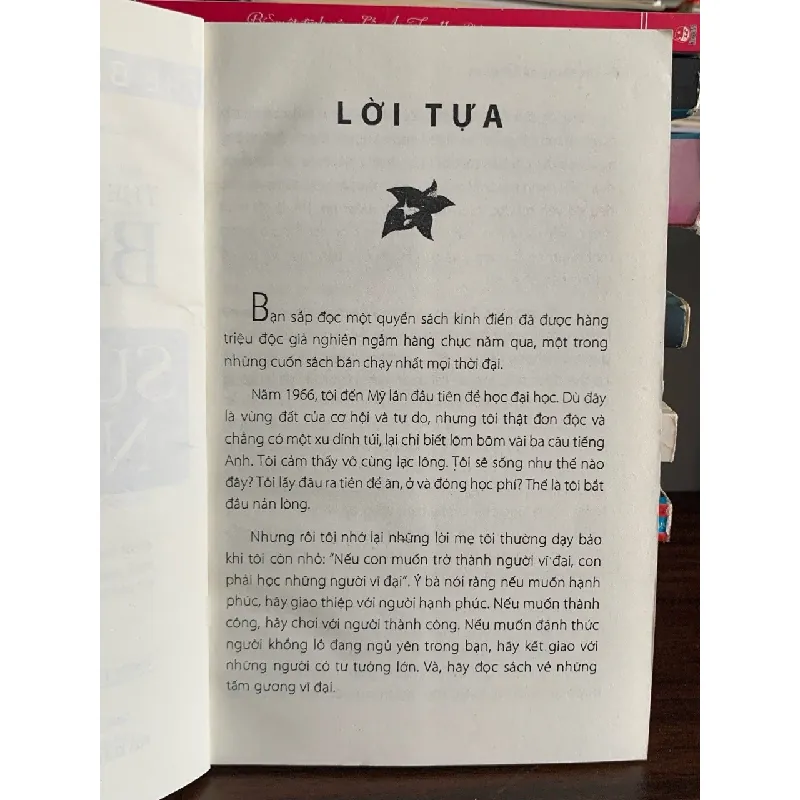 LỜI TỰA
Bạn sắp đọc một quyển sách kinh điển đã được hàng
triệu độc giả nghiên ngẫm hàng chục năm qua, một trong
những cuốn sách bán chạy nhất mọi thời đại.
Năm 1966, tôi đến Mỹ lần đầu tiên để học đại học. Dù đây
là vùng đất của cơ hội và tự do, nhưng tôi thật đơn độc và
chẳng có một xu dính túi, lại chỉ biết lõm bõm vài ba câu tiếng
Anh. Tôi cảm thấy vô cùng lạc lõng. Tôi sẽ sống như thế nào
đây? Tôi lấy đâu ra tiền để ăn, ở và đóng học phí? Thế là tôi bắt
đầu nản lòng.
Nhưng rồi tôi nhớ lại những lời mẹ tôi thường dạy bảo
khi tôi còn nhỏ: "Nếu con muốn trở thành người vĩ đại, con
phải học những người vĩ đại". Ý bà nói rằng nếu muốn hạnh
phúc, hãy giao thiệp với người hạnh phúc. Nếu muốn thành
công, hãy chơi với người thành công. Nếu muốn đánh thức
người khổng lồ đang ngủ yên trong bạn, hãy kết giao với
những người có tư tưởng lớn. Và, hãy đọc sách về những
tấm gương vĩ đại.